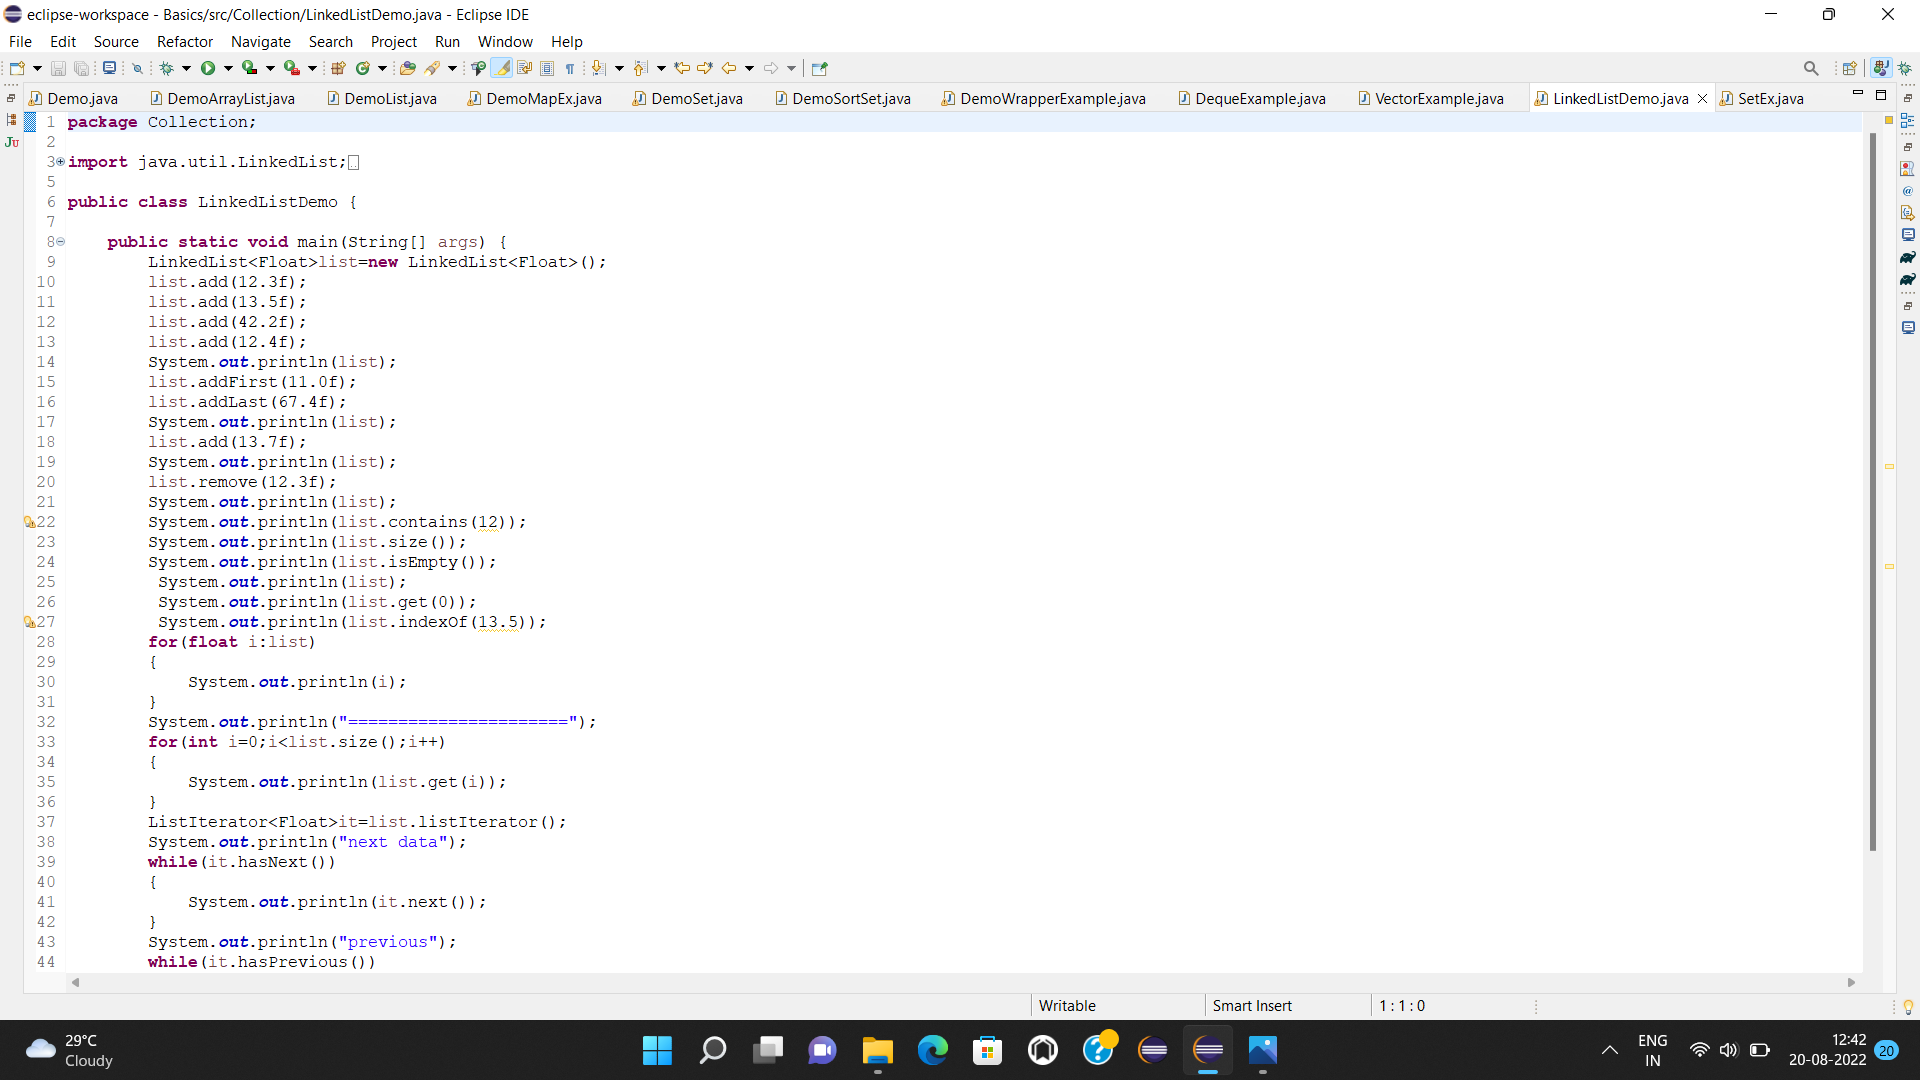 eclipse-workspace - Basics/src/Collection/LinkedListDemo.java - Eclipse IDE
File Edit Source Refactor Navigate Search Project Run Window Help
Demo.java DemoArrayList.java DemoList.java DemoMapEx.java DemoSet.java DemoSortSet.java DemoWrapperExample.java DequeExample.java VectorExample.java LinkedListDemo.java SetEx.java
1 package Collection;
2
3 import java.util.LinkedList;
5
6 public class LinkedListDemo {
7
8 public static void main(String[] args) {
9 LinkedList<Float>list=new LinkedList<Float>();
10 list.add(12.3f);
11 list.add(13.5f);
12 list.add(42.2f);
13 list.add(12.4f);
14 System.out.println(list);
15 list.addFirst(11.0f);
16 list.addLast(67.4f);
17 System.out.println(list);
18 list.add(13.7f);
19 System.out.println(list);
20 list.remove(12.3f);
21 System.out.println(list);
22 System.out.println(list.contains(12));
23 System.out.println(list.size());
24 System.out.println(list.isEmpty());
25 System.out.println(list);
26 System.out.println(list.get(0));
27 System.out.println(list.indexOf(13.5));
28 for(float i:list)
29 {
30 System.out.println(i);
31 }
32 System.out.println("======================");
33 for(int i=0;i<list.size();i++)
34 {
35 System.out.println(list.get(i));
36 }
37 ListIterator<Float>it=list.listIterator();
38 System.out.println("next data");
39 while(it.hasNext())
40 {
41 System.out.println(it.next());
42 }
43 System.out.println("previous");
44 while(it.hasPrevious())
Writable Smart Insert 1 : 1 : 0
29°C
Cloudy
ENG
IN
12:42
20-08-2022
20